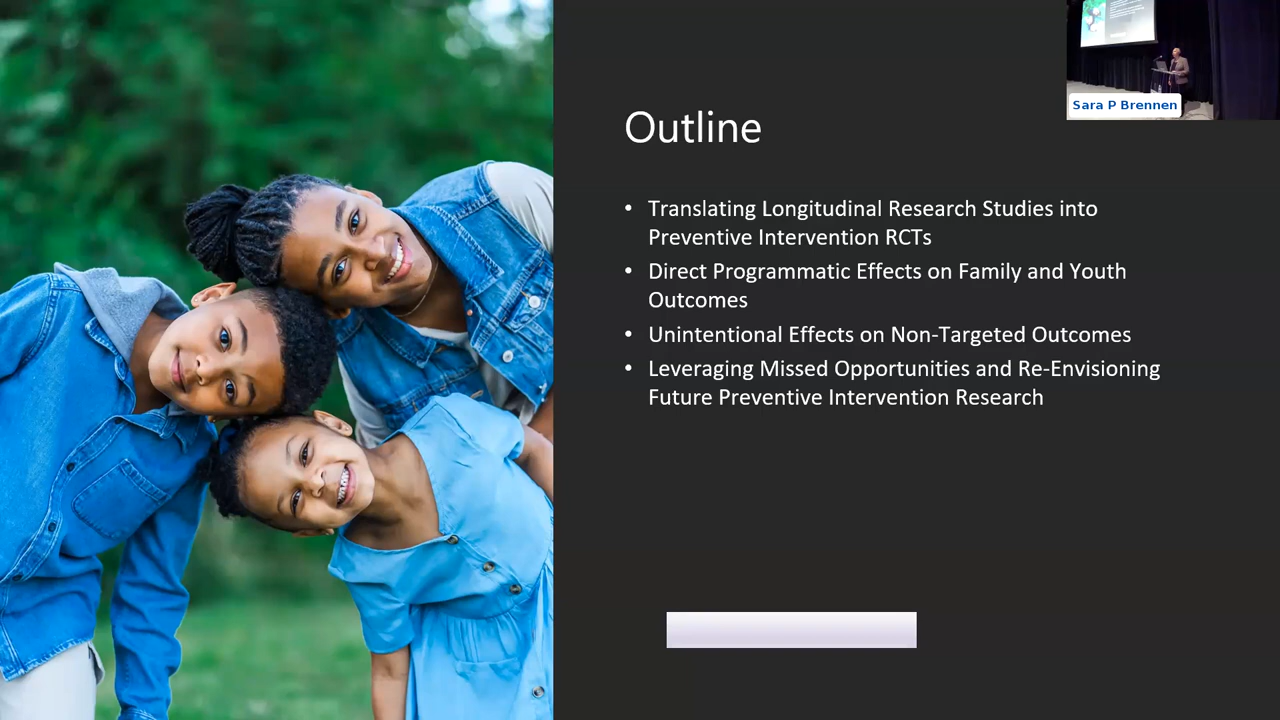 Sara P Brennen
Outline
• Translating Longitudinal Research Studies into
Preventive Intervention RCTs
• Direct Programmatic Effects on Family and Youth
Outcomes
• Unintentional Effects on Non-Targeted Outcomes
• Leveraging Missed Opportunities and Re-Envisioning
Future Preventive Intervention Research